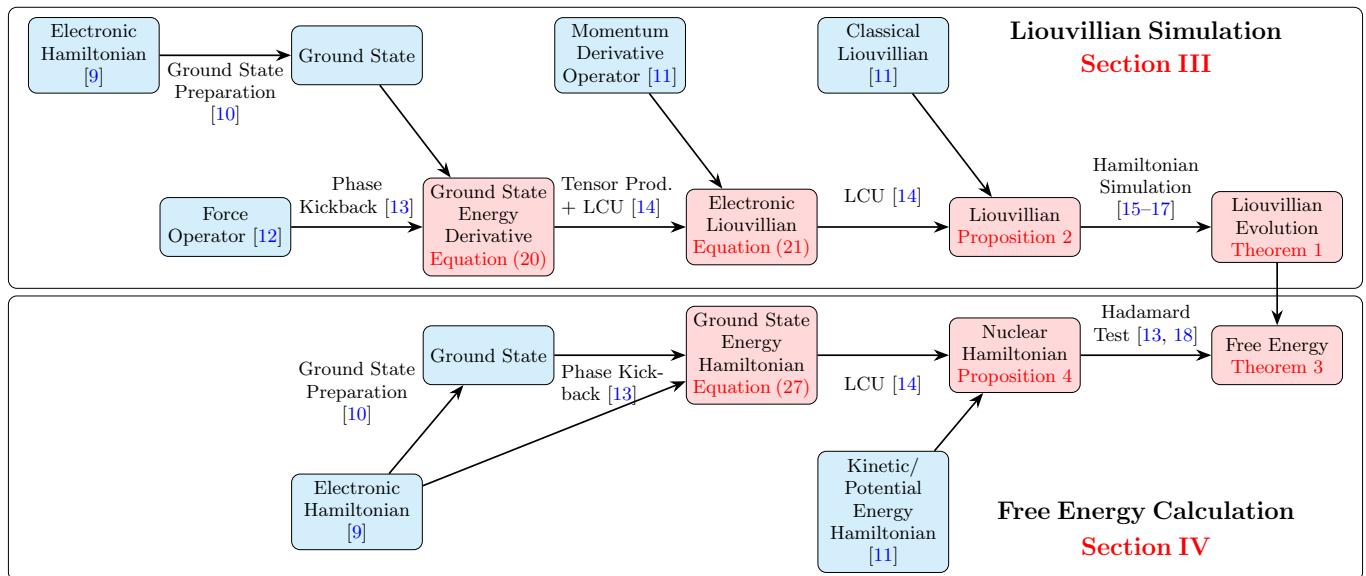 Electronic
Hamiltonian
[9]
Ground State
Preparation
[10]
Ground State
Momentum
Derivative
Operator [11]
Classical
Liouvillian
[11]
Liouvillian Simulation
Section III
Force
Operator [12]
Phase
Kickback [13]
Ground State
Energy
Derivative
Equation (20)
Tensor Prod.
+ LCU [14]
Electronic
Liouvillian
Equation (21)
LCU [14]
Liouvillian
Proposition 2
Hamiltonian
Simulation
[15–17]
Liouvillian
Evolution
Theorem 1
Ground State
Preparation
[10]
Ground State
Phase Kick-
back [13]
Ground State
Energy
Hamiltonian
Equation (27)
LCU [14]
Nuclear
Hamiltonian
Proposition 4
Hadamard
Test [13, 18]
Free Energy
Theorem 3
Electronic
Hamiltonian
[9]
Kinetic/
Potential
Energy
Hamiltonian
[11]
Free Energy Calculation
Section IV